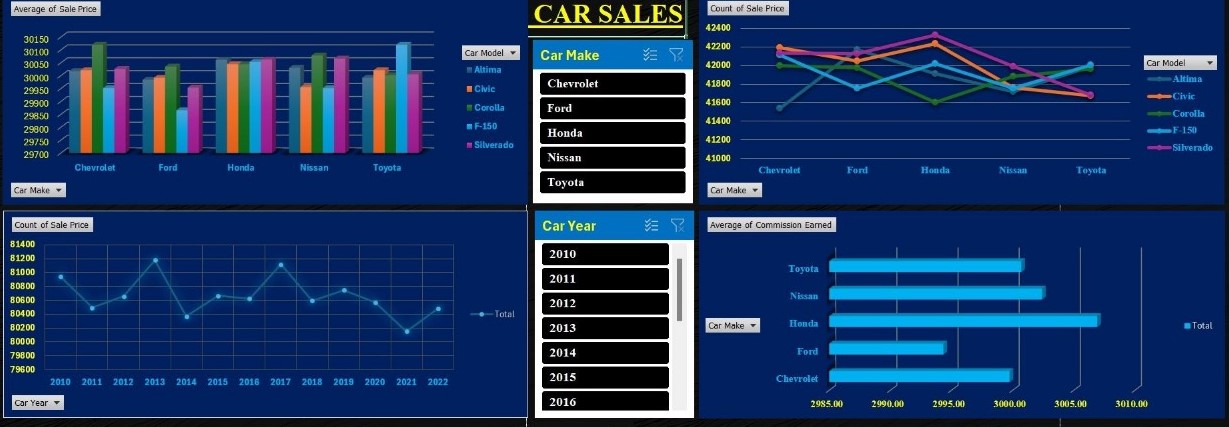 Average of Sale Price
30150
30100
30050
30000
29950
29900
29850
29800
29750
29700
Chevrolet Ford Honda Nissan Toyota
Car Model
Altima
Civic
Corolla
F-150
Silverado
Car Make
CAR SALES
Car Make
Chevrolet
Ford
Honda
Nissan
Toyota
Count of Sale Price
42400
42200
42000
41800
41600
41400
41200
41000
Chevrolet Ford Honda Nissan Toyota
Car Model
Altima
Civic
Corolla
F-150
Silverado
Car Make
Count of Sale Price
81400
81200
81000
80800
80600
80400
80200
80000
79800
79600
2010 2011 2012 2013 2014 2015 2016 2017 2018 2019 2020 2021 2022
Total
Car Year
Car Year
2010
2011
2012
2013
2014
2015
2016
Average of Commission Earned
Toyota
Nissan
Honda
Ford
Chevrolet
2985.00 2990.00 2995.00 3000.00 3005.00 3010.00
Car Make
Total